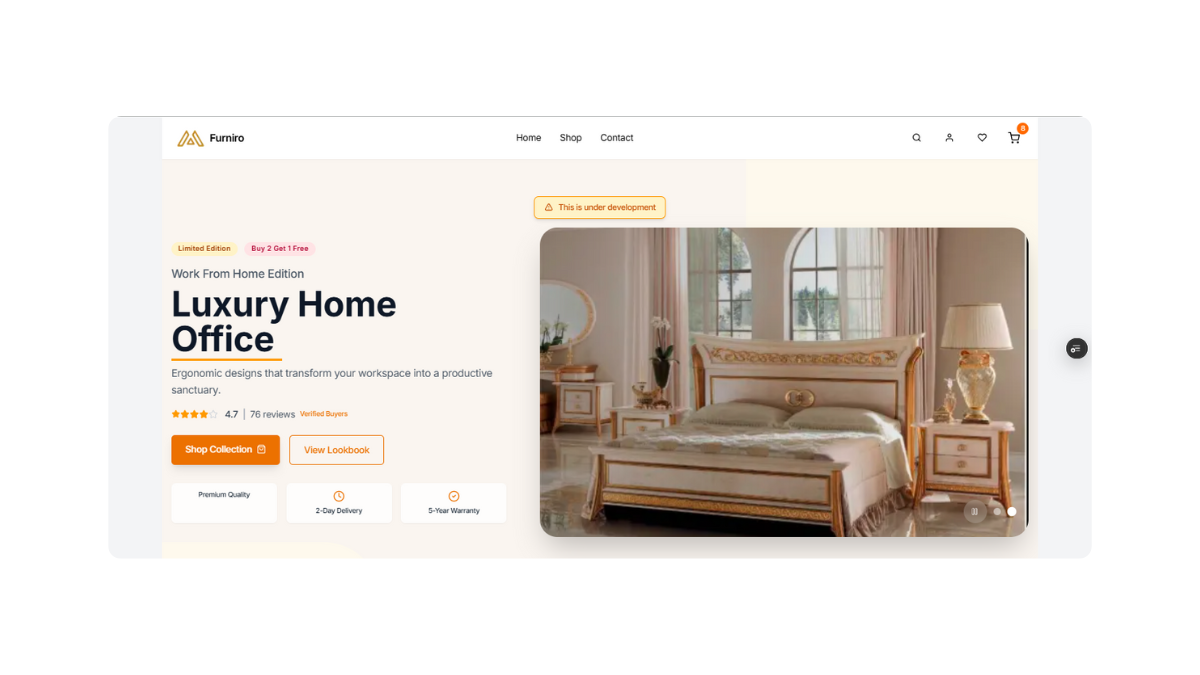 Furniro
Home
Shop
Contact
8
This is under development
Limited Edition
Buy 2 Get 1 Free
Work From Home Edition
Luxury Home
Office
Ergonomic designs that transform your workspace into a productive
sanctuary.
4.7 | 76 reviews Verified Buyers
Shop Collection
View Lookbook
Premium Quality
2-Day Delivery
5-Year Warranty